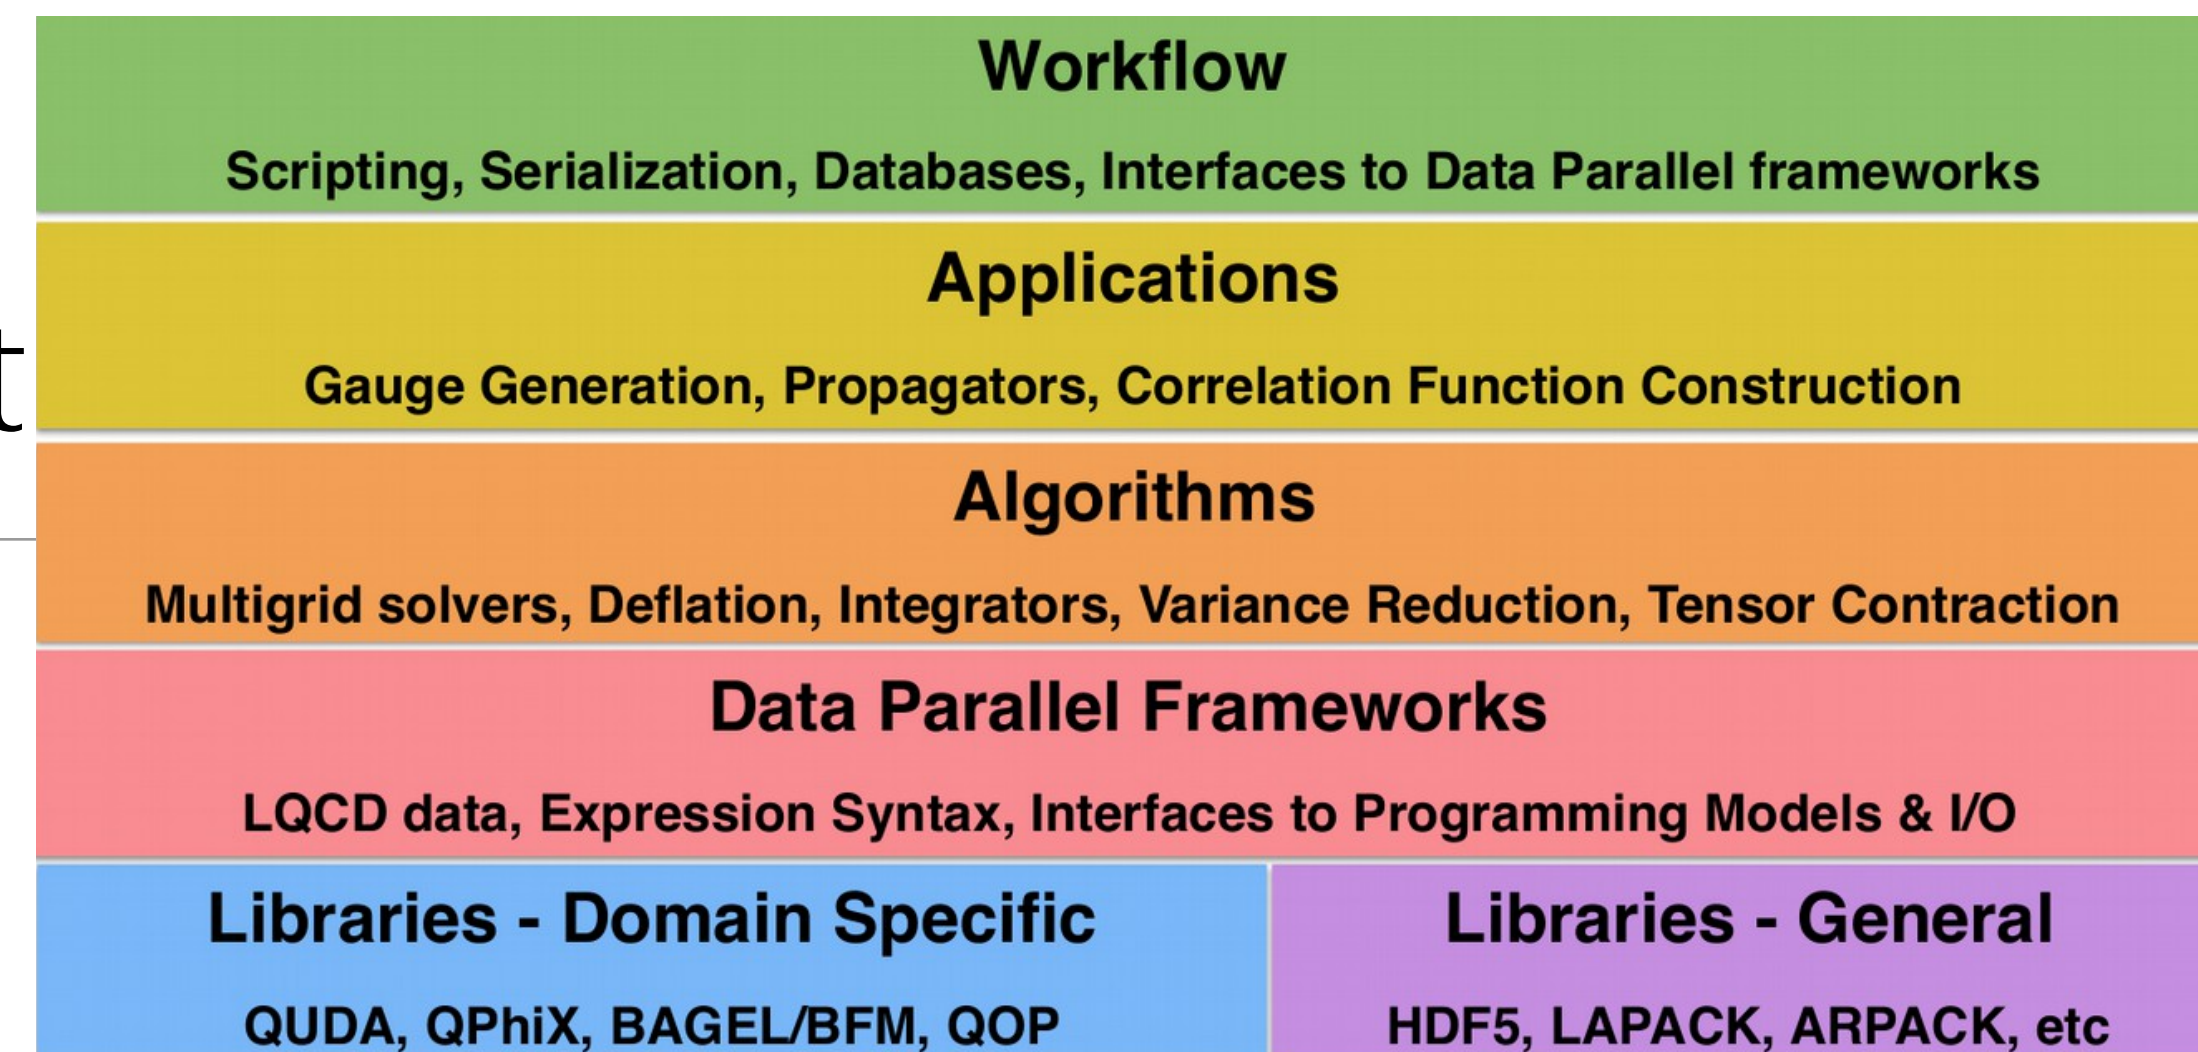 Workflow
Scripting, Serialization, Databases, Interfaces to Data Parallel frameworks
Applications
Gauge Generation, Propagators, Correlation Function Construction
t
Algorithms
Multigrid solvers, Deflation, Integrators, Variance Reduction, Tensor Contraction
Data Parallel Frameworks
LQCD data, Expression Syntax, Interfaces to Programming Models & I/O
Libraries - Domain Specific
QUDA, QPhiX, BAGEL/BFM, QOP
Libraries - General
HDF5, LAPACK, ARPACK, etc